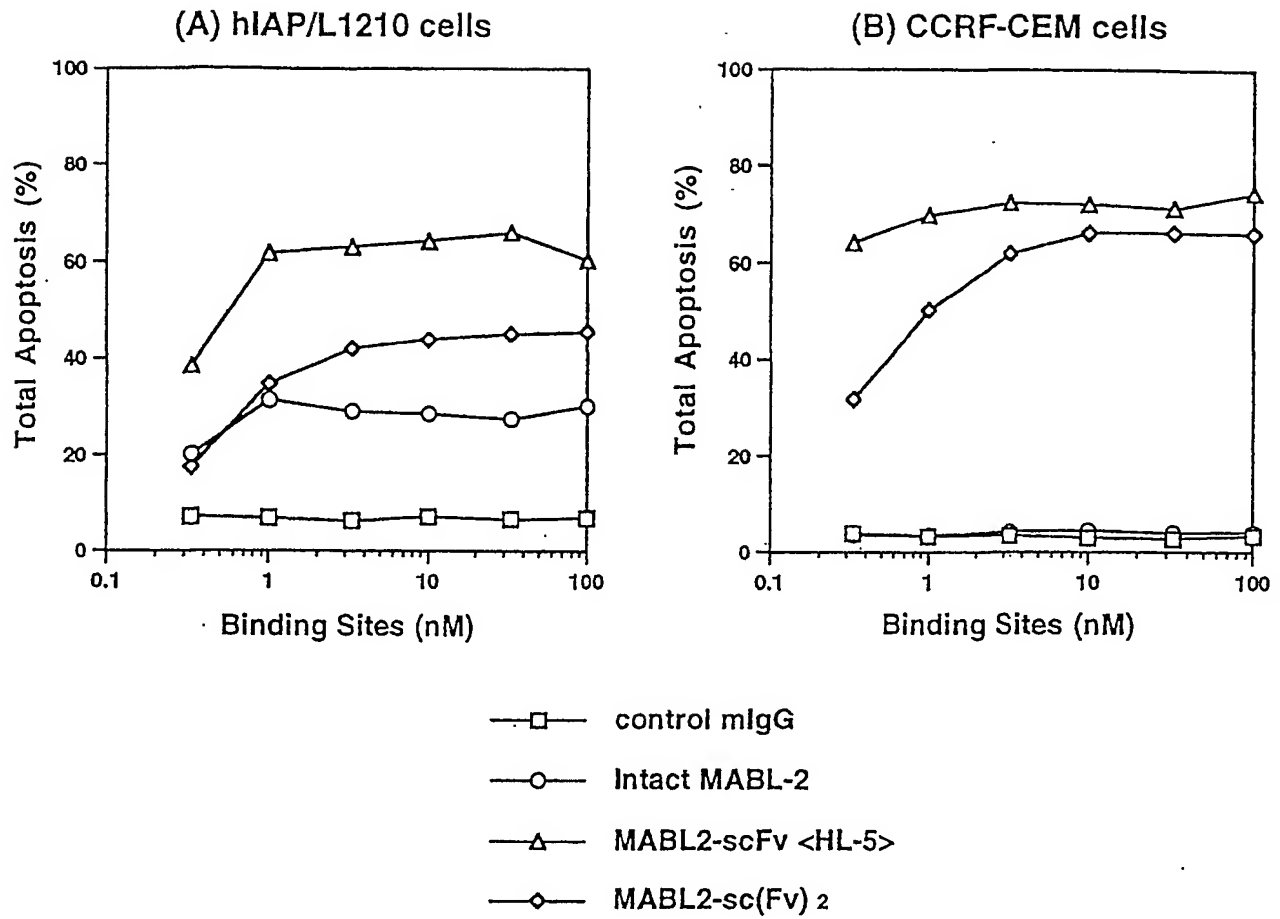 (A) hIAP/L1210 cells
Total Apoptosis (%)
100
80
60
40
20
0
0.1
1
10
100
Binding Sites (nM)
(B) CCRF-CEM cells
Total Apoptosis (%)
100
80
60
40
20
0
0.1
1
10
100
Binding Sites (nM)
control mIgG
Intact MABL-2
MABL2-scFv <HL-5>
MABL2-sc(Fv) 2